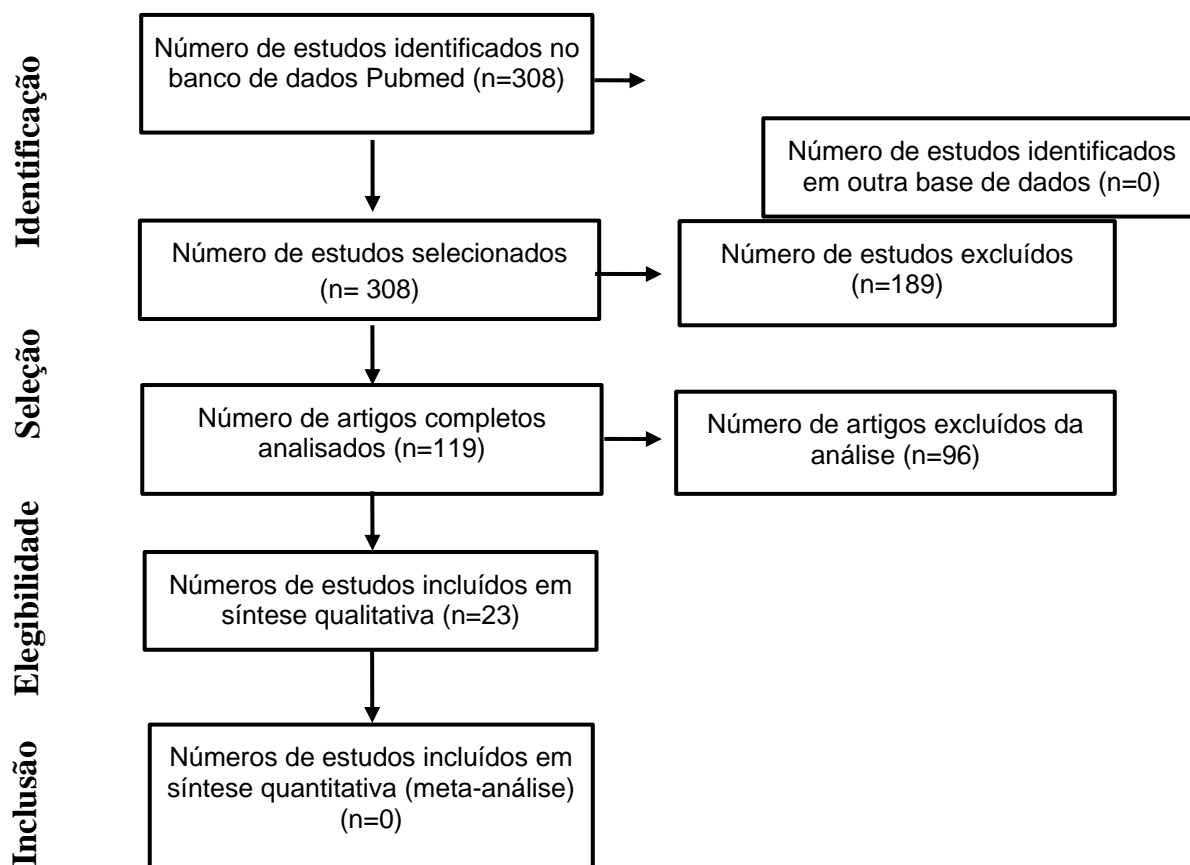 Identificação
Número de estudos identificados no
banco de dados Pubmed (n=308)
Número de estudos identificados
em outra base de dados (n=0)
Número de estudos selecionados
(n= 308)
Número de estudos excluídos
(n=189)
Seleção
Número de artigos completos
analisados (n=119)
Número de artigos excluídos da
análise (n=96)
Elegibilidade
Números de estudos incluídos em
síntese qualitativa (n=23)
Inclusão
Números de estudos incluídos em
síntese quantitativa (meta-análise)
(n=0)